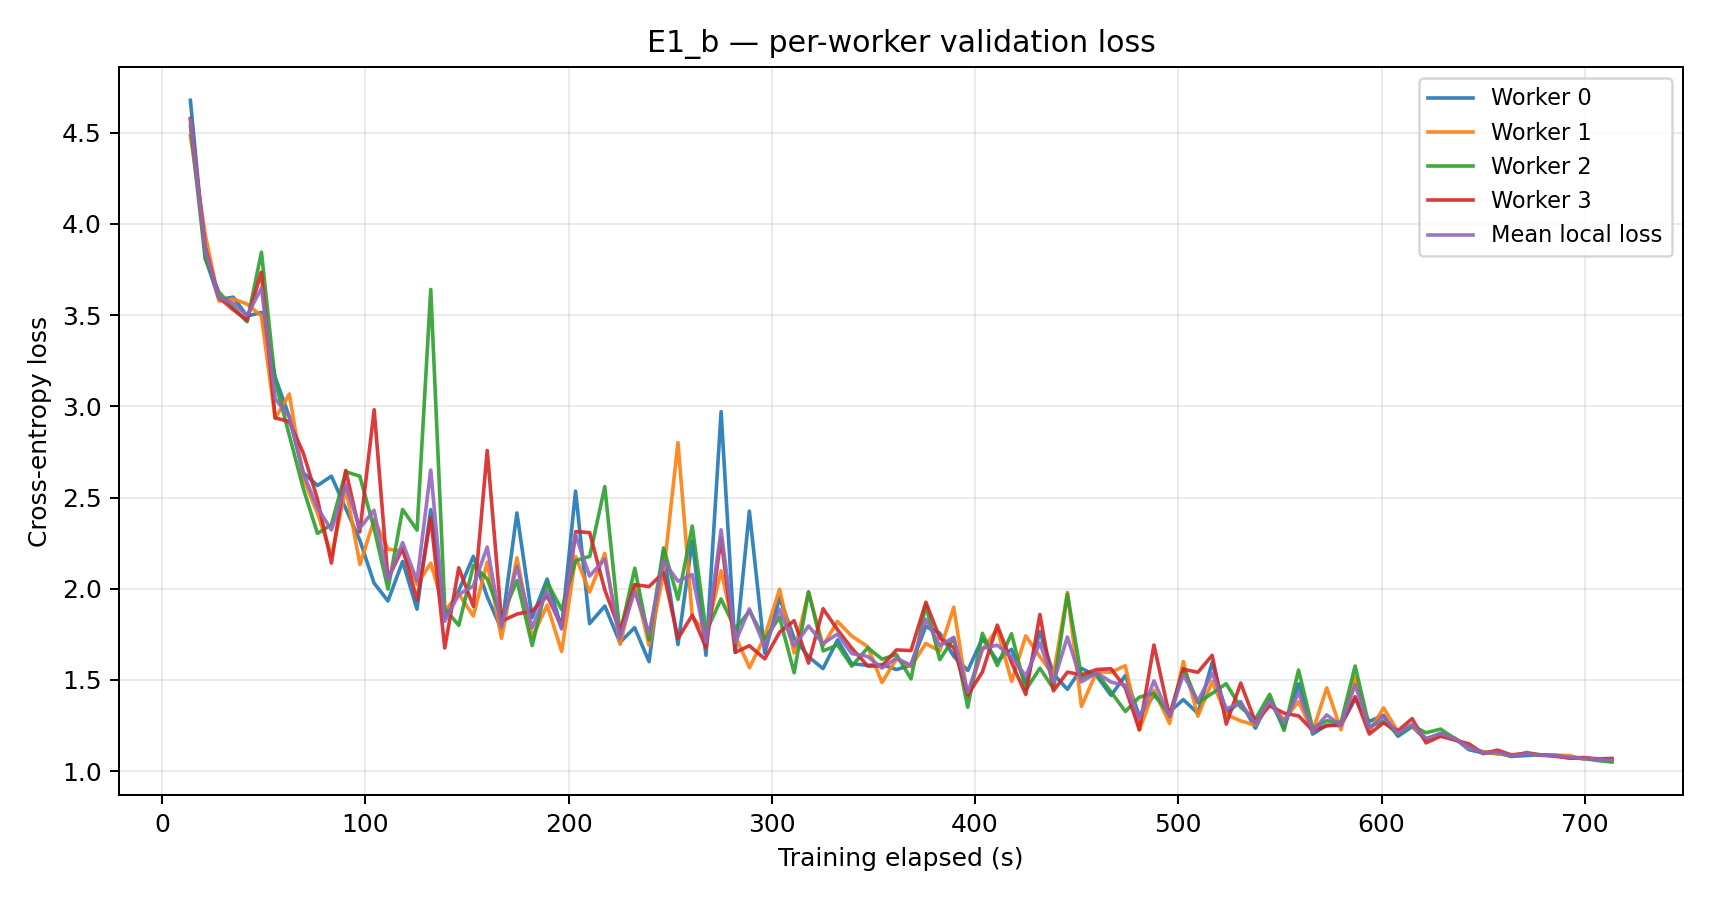 E1_b — per-worker validation loss
Worker 0
Worker 1
Worker 2
Worker 3
Mean local loss
Cross-entropy loss
4.5
4.0
3.5
3.0
2.5
2.0
1.5
1.0
0 100 200 300 400 500 600 700
Training elapsed (s)